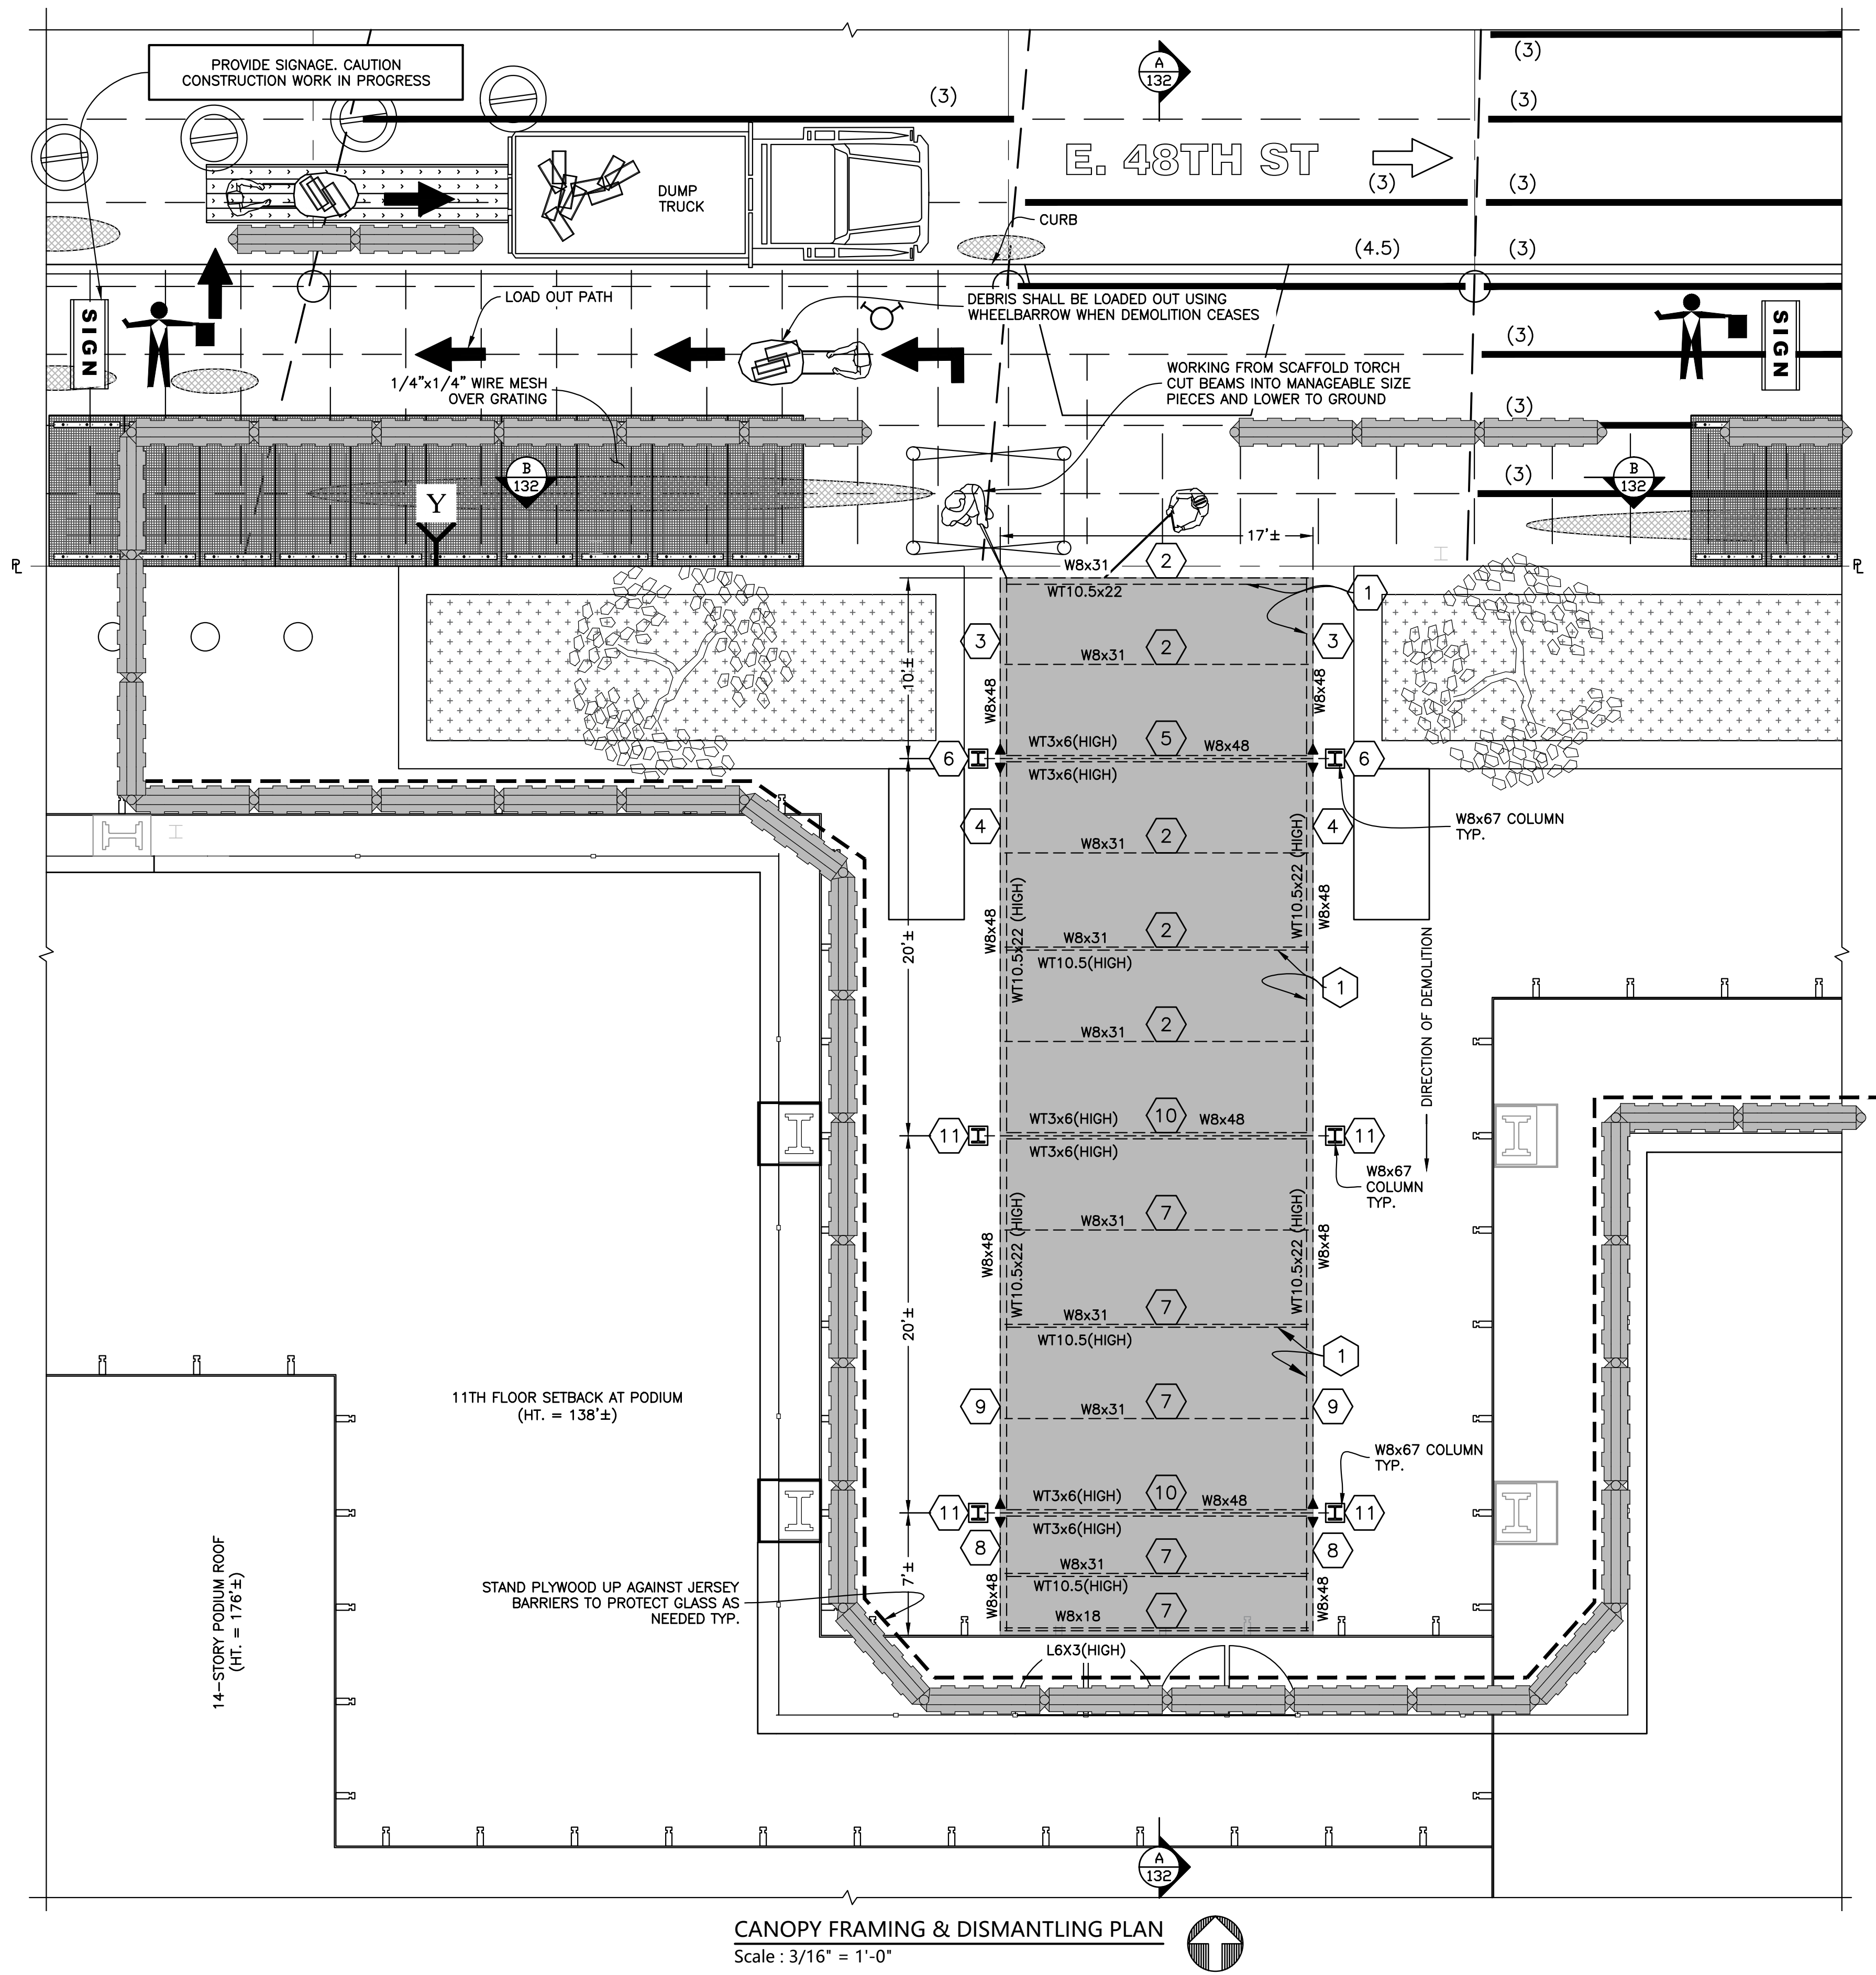 PROVIDE SIGNAGE. CAUTION
CONSTRUCTION WORK IN PROGRESS
(3)
A
132
(3)
(3)
E. 48TH ST
(3)
(3)
DUMP
TRUCK
CURB
(4.5)
(3)
SIGN
LOAD OUT PATH
DEBRIS SHALL BE LOADED OUT USING
WHEELBARROW WHEN DEMOLITION CEASES
(3)
SIGN
1/4"x1/4" WIRE MESH
OVER GRATING
WORKING FROM SCAFFOLD TORCH
CUT BEAMS INTO MANAGEABLE SIZE
PIECES AND LOWER TO GROUND
(3)
B
132
Y
(3)
B
132
17'±
PL
W8x31
2
PL
WT10.5x22
1
3
W8x31
2
3
10'±
W8x48
W8x48
WT3x6(HIGH)
5
W8x48
6
6
WT3x6(HIGH)
4
W8x31
2
4
W8x67 COLUMN
TYP.
20'±
W8x48
WT10.5x22 (HIGH)
W8x31
2
WT10.5(HIGH)
WT10.5x22 (HIGH)
W8x48
1
DIRECTION OF DEMOLITION
W8x31
2
WT3x6(HIGH)
10
W8x48
11
11
WT3x6(HIGH)
W8x67
COLUMN
TYP.
W8x31
7
20'±
W8x48
WT10.5x22 (HIGH)
WT10.5x22 (HIGH)
W8x48
W8x31
7
WT10.5(HIGH)
1
11TH FLOOR SETBACK AT PODIUM
(HT. = 138'±)
9
W8x31
7
9
W8x67 COLUMN
TYP.
WT3x6(HIGH)
10
W8x48
11
11
WT3x6(HIGH)
8
8
14-STORY PODIUM ROOF
(HT. = 176'±)
W8x31
7
STAND PLYWOOD UP AGAINST JERSEY
BARRIERS TO PROTECT GLASS AS
NEEDED TYP.
7'±
W8x48
WT10.5(HIGH)
W8x48
W8x18
7
L6X3(HIGH)
A
132
CANOPY FRAMING & DISMANTLING PLAN
Scale : 3/16" = 1'-0"